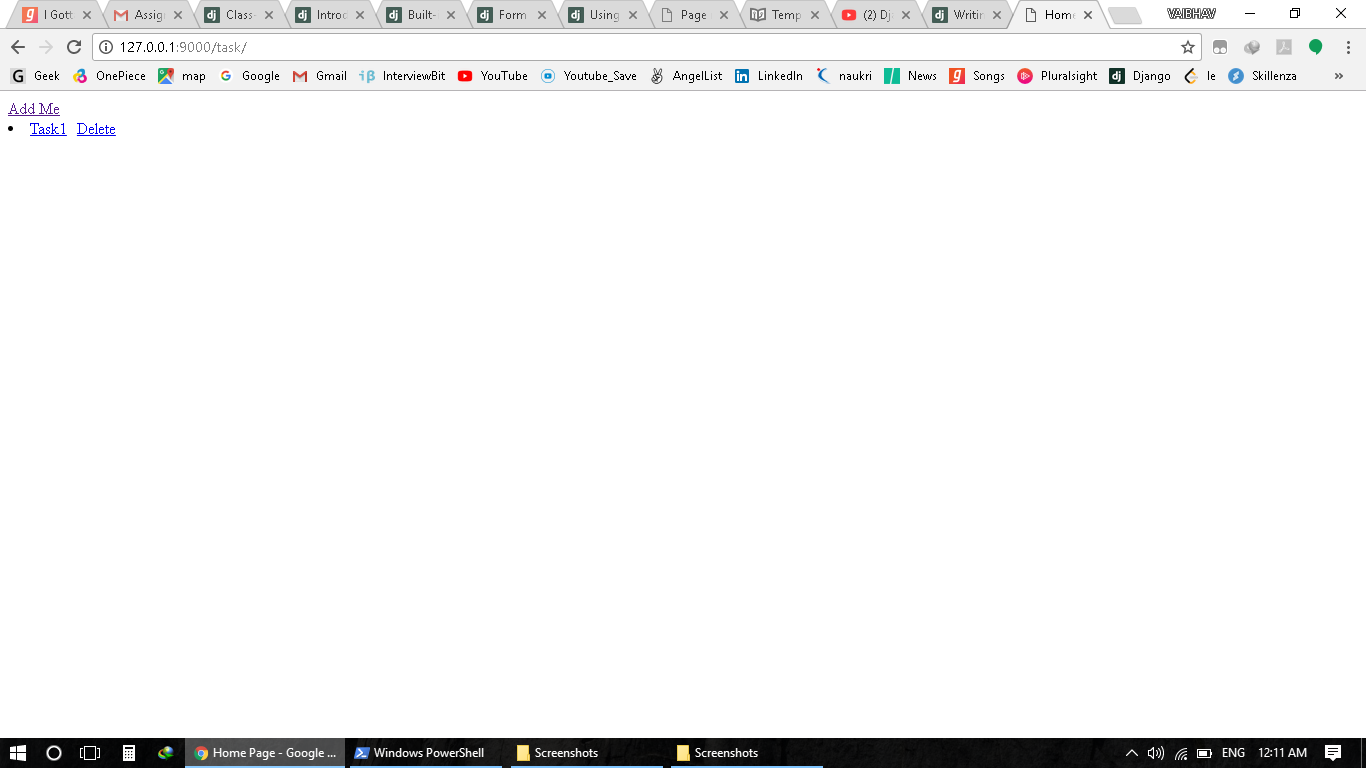 I Gott Assign Class- Introd Built- Form Using Page Temp (2) Dj Writin Home VAIBHAV
127.0.0.1:9000/task/
Geek OnePiece map Google Gmail InterviewBit YouTube Youtube_Save AngelList LinkedIn naukri News Songs Pluralsight Django le Skillenza »
Add Me
Task1 Delete
Home Page - Google ... Windows PowerShell Screenshots Screenshots ENG 12:11 AM